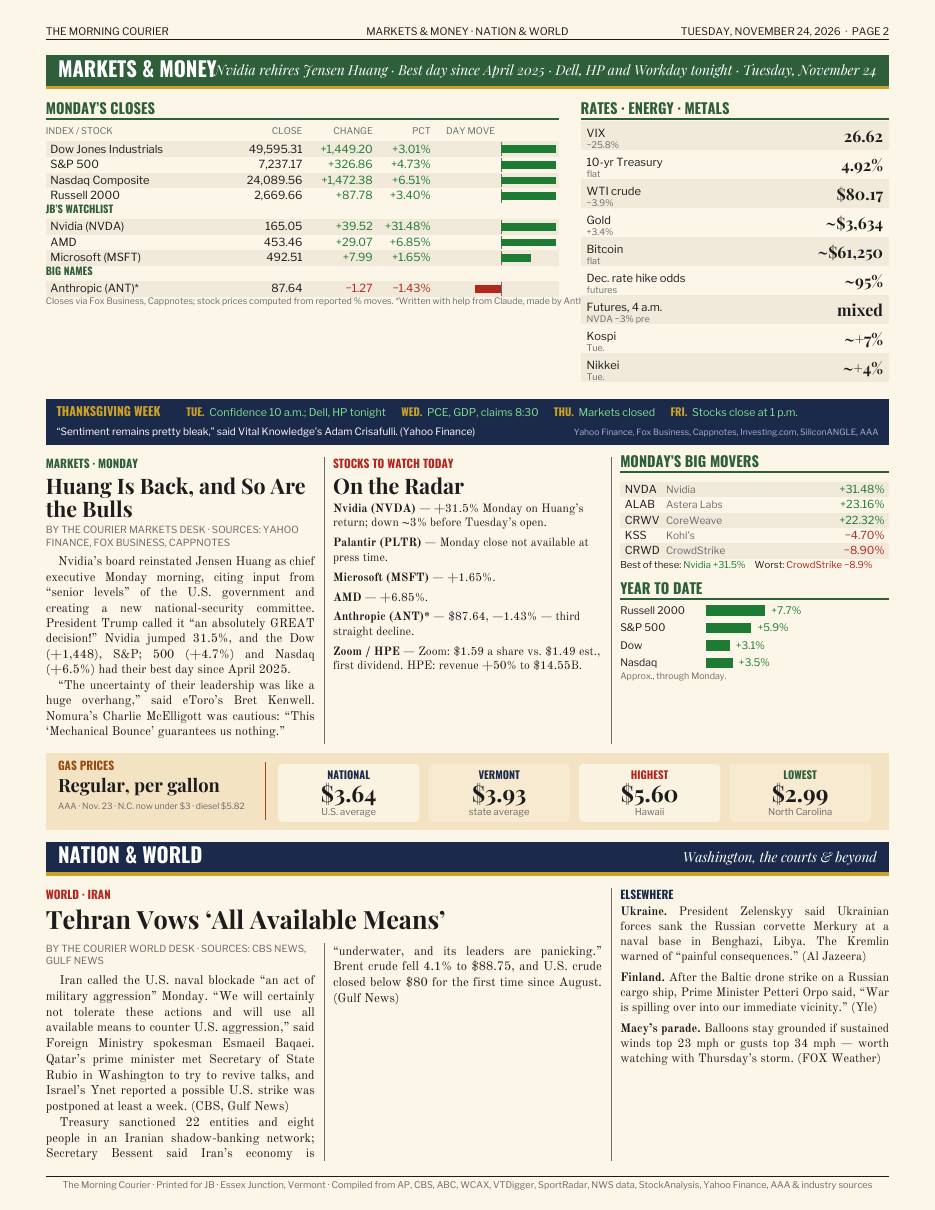 THE MORNING COURIER MARKETS & MONEY · NATION & WORLD TUESDAY, NOVEMBER 24, 2026 · PAGE 2
MARKETS & MONEY Nvidia rehires Jensen Huang · Best day since April 2025 · Dell, HP and Workday tonight · Tuesday, November 24
MONDAY'S CLOSES
INDEX / STOCK CLOSE CHANGE PCT DAY MOVE
Dow Jones Industrials 49,595.31 +1,449.20 +3.01%
S&P 500 7,237.17 +326.86 +4.73%
Nasdaq Composite 24,089.56 +1,472.38 +6.51%
Russell 2000 2,669.66 +87.78 +3.40%
JB'S WATCHLIST
Nvidia (NVDA) 165.05 +39.52 +31.48%
AMD 453.46 +29.07 +6.85%
Microsoft (MSFT) 492.51 +7.99 +1.65%
BIG NAMES
Anthropic (ANT)* 87.64 −1.27 −1.43%
Closes via Fox Business, Cappnotes; stock prices computed from reported % moves. *Written with help from Claude, made by Anth
RATES · ENERGY · METALS
VIX 26.62
−25.8%
10-yr Treasury 4.92%
flat
WTI crude $80.17
−3.9%
Gold ~$3,634
+3.4%
Bitcoin ~$61,250
flat
Dec. rate hike odds ~95%
futures
Futures, 4 a.m. mixed
NVDA −3% pre
Kospi ~+7%
Tue.
Nikkei ~+4%
Tue.
THANKSGIVING WEEK TUE. Confidence 10 a.m.; Dell, HP tonight WED. PCE, GDP, claims 8:30 THU. Markets closed FRI. Stocks close at 1 p.m.
“Sentiment remains pretty bleak,” said Vital Knowledge’s Adam Crisafulli. (Yahoo Finance) Yahoo Finance, Fox Business, Cappnotes, Investing.com, SiliconANGLE, AAA
MARKETS · MONDAY
Huang Is Back, and So Are
the Bulls
BY THE COURIER MARKETS DESK · SOURCES: YAHOO
FINANCE, FOX BUSINESS, CAPPNOTES
Nvidia’s board reinstated Jensen Huang as chief
executive Monday morning, citing input from
“senior levels” of the U.S. government and
creating a new national-security committee.
President Trump called it “an absolutely GREAT
decision!” Nvidia jumped 31.5%, and the Dow
(+1,448), S&P; 500 (+4.7%) and Nasdaq
(+6.5%) had their best day since April 2025.
“The uncertainty of their leadership was like a
huge overhang,” said eToro’s Bret Kenwell.
Nomura’s Charlie McElligott was cautious: “This
‘Mechanical Bounce’ guarantees us nothing.”
STOCKS TO WATCH TODAY
On the Radar
Nvidia (NVDA) — +31.5% Monday on Huang’s
return; down ~3% before Tuesday’s open.
Palantir (PLTR) — Monday close not available at
press time.
Microsoft (MSFT) — +1.65%.
AMD — +6.85%.
Anthropic (ANT)* — $87.64, −1.43% — third
straight decline.
Zoom / HPE — Zoom: $1.59 a share vs. $1.49 est.,
first dividend. HPE: revenue +50% to $14.55B.
MONDAY'S BIG MOVERS
NVDA Nvidia +31.48%
ALAB Astera Labs +23.16%
CRWV CoreWeave +22.32%
KSS Kohl's −4.70%
CRWD CrowdStrike −8.90%
Best of these: Nvidia +31.5% Worst: CrowdStrike −8.9%
YEAR TO DATE
Russell 2000 +7.7%
S&P 500 +5.9%
Dow +3.1%
Nasdaq +3.5%
Approx., through Monday.
GAS PRICES
Regular, per gallon
AAA · Nov. 23 · N.C. now under $3 · diesel $5.82
NATIONAL
$3.64
U.S. average
VERMONT
$3.93
state average
HIGHEST
$5.60
Hawaii
LOWEST
$2.99
North Carolina
NATION & WORLD Washington, the courts & beyond
WORLD · IRAN
Tehran Vows ‘All Available Means’
BY THE COURIER WORLD DESK · SOURCES: CBS NEWS,
GULF NEWS
Iran called the U.S. naval blockade “an act of
military aggression” Monday. “We will certainly
not tolerate these actions and will use all
available means to counter U.S. aggression,” said
Foreign Ministry spokesman Esmaeil Baqaei.
Qatar’s prime minister met Secretary of State
Rubio in Washington to try to revive talks, and
Israel’s Ynet reported a possible U.S. strike was
postponed at least a week. (CBS, Gulf News)
Treasury sanctioned 22 entities and eight
people in an Iranian shadow-banking network;
Secretary Bessent said Iran’s economy is
“underwater, and its leaders are panicking.”
Brent crude fell 4.1% to $88.75, and U.S. crude
closed below $80 for the first time since August.
(Gulf News)
ELSEWHERE
Ukraine. President Zelenskyy said Ukrainian
forces sank the Russian corvette Merkury at a
naval base in Benghazi, Libya. The Kremlin
warned of “painful consequences.” (Al Jazeera)
Finland. After the Baltic drone strike on a Russian
cargo ship, Prime Minister Petteri Orpo said, “War
is spilling over into our immediate vicinity.” (Yle)
Macy’s parade. Balloons stay grounded if sustained
winds top 23 mph or gusts top 34 mph — worth
watching with Thursday’s storm. (FOX Weather)
The Morning Courier · Printed for JB · Essex Junction, Vermont · Compiled from AP, CBS, ABC, WCAX, VTDigger, SportRadar, NWS data, StockAnalysis, Yahoo Finance, AAA & industry sources